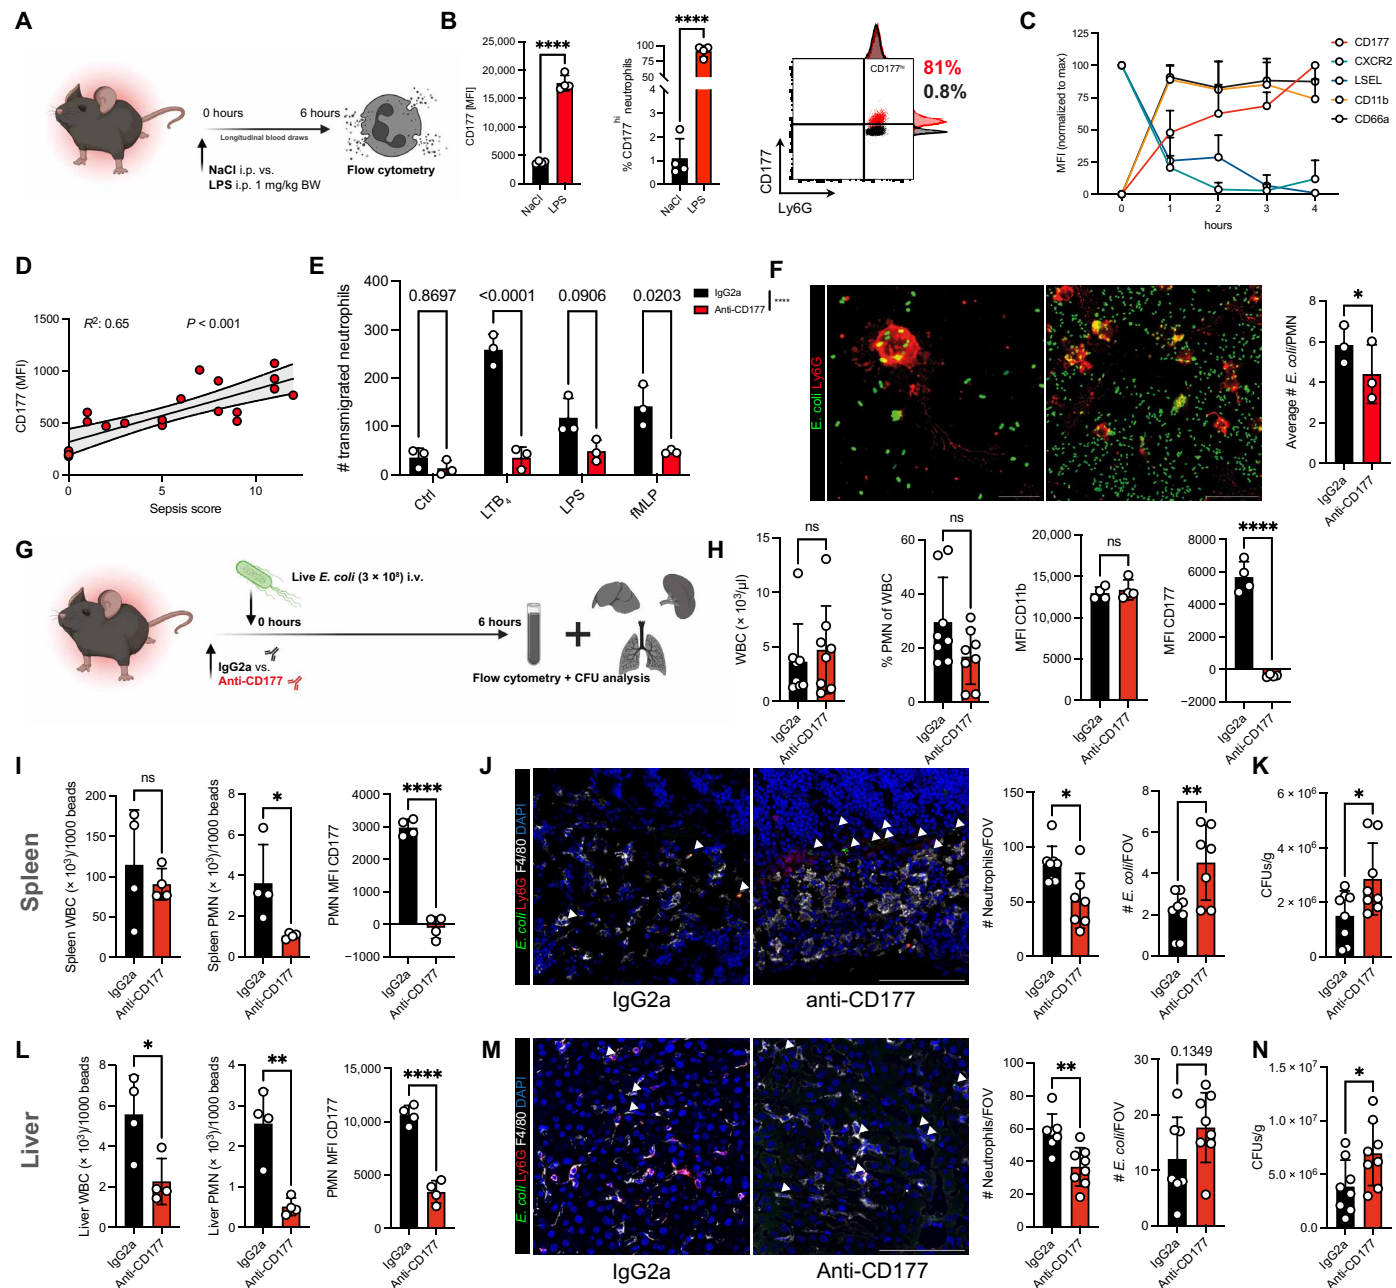 A
0 hours
6 hours
Longitudinal blood draws
NaCl i.p. vs.
LPS i.p. 1 mg/kg BW
Flow cytometry
B
****
CD177 [MFI]
25,000
20,000
15,000
10,000
5000
0
NaCl
LPS
****
% CD177hi neutrophils
100
75
50
4
3
2
1
0
NaCl
LPS
CD177hi
81%
0.8%
CD177
Ly6G
C
MFI (normalized to max)
125
100
75
50
25
0
0
1
2
3
4
hours
CD177
CXCR2
LSEL
CD11b
CD66a
D
R²: 0.65
P < 0.001
CD177 (MFI)
1500
1000
500
0
0
5
10
Sepsis score
E
# transmigrated neutrophils
400
300
200
100
0
0.8697
<0.0001
0.0906
0.0203
IgG2a
Anti-CD177
****
Ctrl
LTB₄
LPS
fMLP
F
E. coli Ly6G
*
Average # E. coli/PMN
8
6
4
2
0
IgG2a
Anti-CD177
G
Live E. coli (3 × 10⁸) i.v.
0 hours
6 hours
IgG2a vs.
Anti-CD177
Flow cytometry + CFU analysis
H
ns
WBC (× 10³/µl)
15
10
5
0
IgG2a
Anti-CD177
ns
% PMN of WBC
60
40
20
0
IgG2a
Anti-CD177
ns
MFI CD11b
20,000
15,000
10,000
5000
0
IgG2a
Anti-CD177
****
MFI CD177
8000
6000
4000
2000
0
−2000
IgG2a
Anti-CD177
Spleen
I
ns
Spleen WBC (× 10³)/1000 beads
200
150
100
50
0
IgG2a
Anti-CD177
*
Spleen PMN (× 10³)/1000 beads
8
6
4
2
0
IgG2a
Anti-CD177
****
PMN MFI CD177
4000
3000
2000
1000
0
−1000
IgG2a
Anti-CD177
J
E. coli Ly6G F4/80 DAPI
IgG2a
anti-CD177
*
# Neutrophils/FOV
150
100
50
0
IgG2a
Anti-CD177
**
# E. coli/FOV
8
6
4
2
0
IgG2a
Anti-CD177
K
*
CFUs/g
6 × 10⁶
4 × 10⁶
2 × 10⁶
0
IgG2a
Anti-CD177
Liver
L
*
Liver WBC (× 10³)/1000 beads
8
6
4
2
0
IgG2a
Anti-CD177
**
Liver PMN (× 10³)/1000 beads
4
3
2
1
0
IgG2a
Anti-CD177
****
PMN MFI CD177
15,000
10,000
5000
0
IgG2a
Anti-CD177
M
E. coli Ly6G F4/80 DAPI
IgG2a
Anti-CD177
**
# Neutrophils/FOV
100
80
60
40
20
0
IgG2a
Anti-CD177
0.1349
# E. coli/FOV
30
20
10
0
IgG2a
Anti-CD177
N
*
CFUs/g
1.5 × 10⁷
1.0 × 10⁷
5.0 × 10⁶
0.0
IgG2a
Anti-CD177